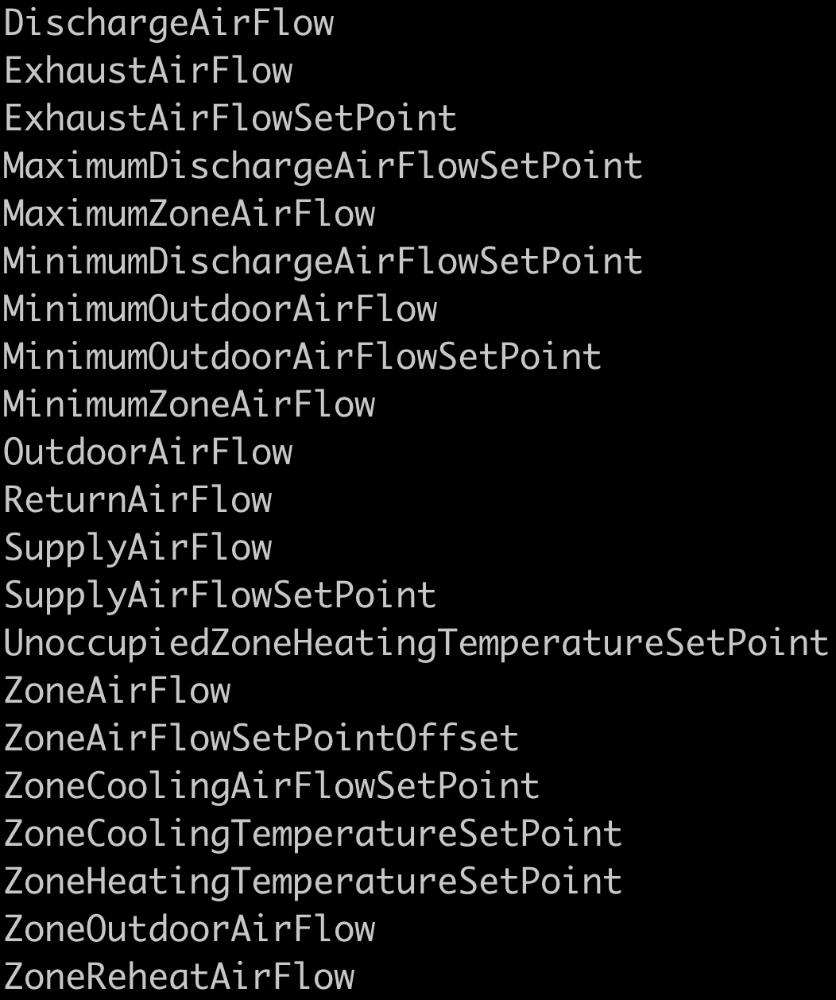 DischargeAirFlow
ExhaustAirFlow
ExhaustAirFlowSetPoint
MaximumDischargeAirFlowSetPoint
MaximumZoneAirFlow
MinimumDischargeAirFlowSetPoint
MinimumOutdoorAirFlow
MinimumOutdoorAirFlowSetPoint
MinimumZoneAirFlow
OutdoorAirFlow
ReturnAirFlow
SupplyAirFlow
SupplyAirFlowSetPoint
UnoccupiedZoneHeatingTemperatureSetPoint
ZoneAirFlow
ZoneAirFlowSetPointOffset
ZoneCoolingAirFlowSetPoint
ZoneCoolingTemperatureSetPoint
ZoneHeatingTemperatureSetPoint
ZoneOutdoorAirFlow
ZoneReheatAirFlow